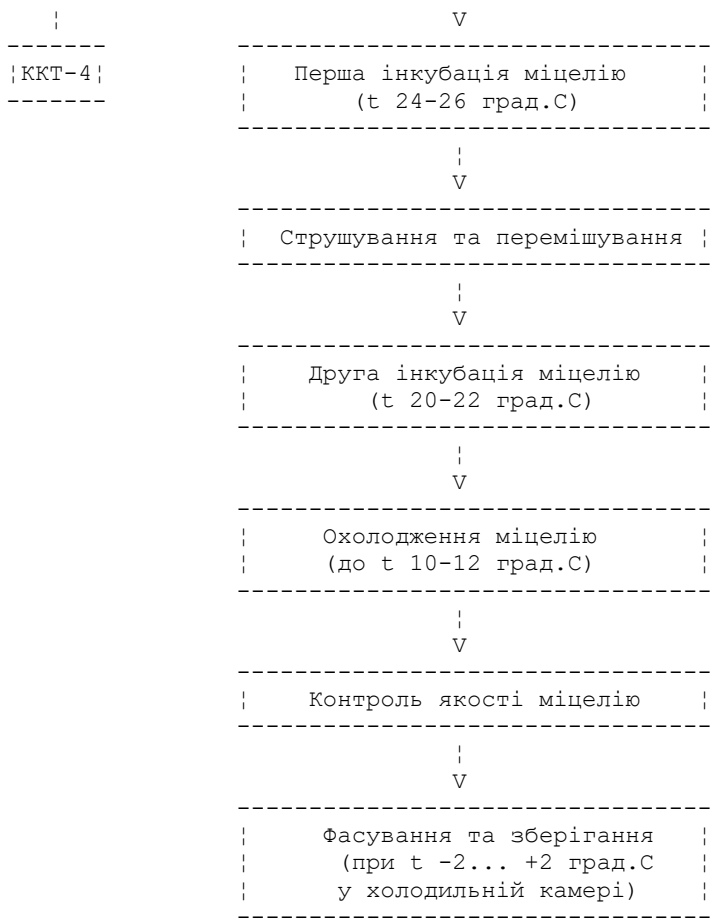 ¦ V
------- ---------------------------------
¦ККТ-4¦ ¦ Перша інкубація міцелію ¦
------- ¦ (t 24-26 град.С) ¦
---------------------------------
¦
V
---------------------------------
¦ Струшування та перемішування ¦
---------------------------------
¦
V
---------------------------------
¦ Друга інкубація міцелію ¦
¦ (t 20-22 град.С) ¦
---------------------------------
¦
V
---------------------------------
¦ Охолодження міцелію ¦
¦ (до t 10-12 град.С) ¦
---------------------------------
¦
V
---------------------------------
¦ Контроль якості міцелію ¦
---------------------------------
¦
V
---------------------------------
¦ Фасування та зберігання ¦
¦ (при t -2... +2 град.С ¦
¦ у холодильній камері) ¦
---------------------------------